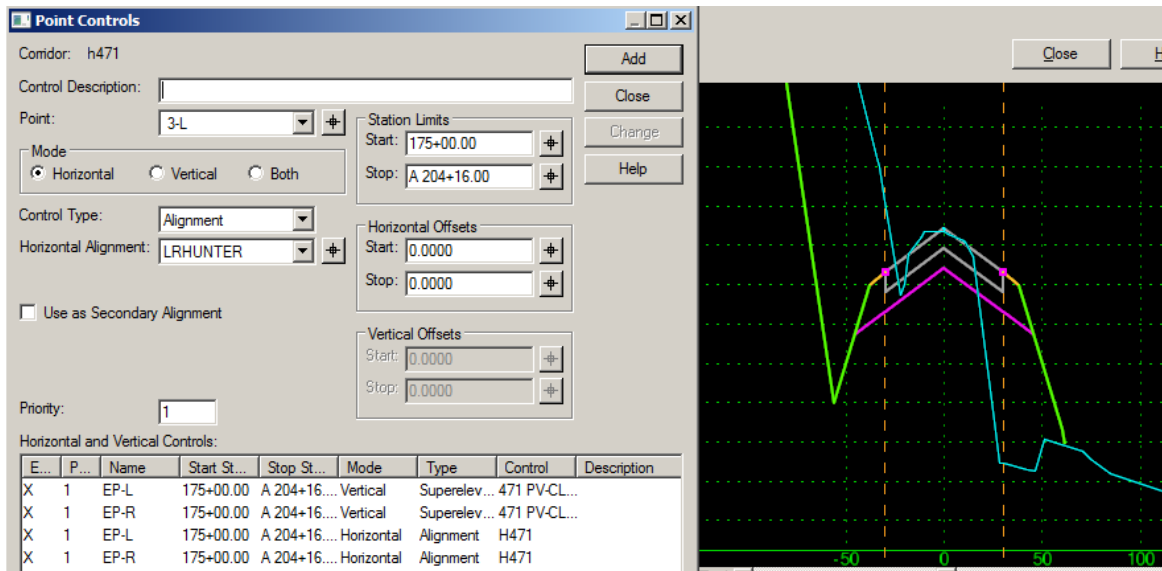 Point Controls
Corridor: h471
Add
Close
Control Description:
Close
Point: 3-L
Station Limits
Change
Start: 175+00.00
Mode
Horizontal Vertical Both
Stop: A 204+16.00
Help
Control Type: Alignment
Horizontal Offsets
Horizontal Alignment: LRHUNTER
Start: 0.0000
Stop: 0.0000
Use as Secondary Alignment
Vertical Offsets
Start: 0.0000
Stop: 0.0000
Priority: 1
Horizontal and Vertical Controls:
E... P... Name Start St... Stop St... Mode Type Control Description
X 1 EP-L 175+00.00 A 204+16.... Vertical Superelev... 471 PV-CL...
X 1 EP-R 175+00.00 A 204+16.... Vertical Superelev... 471 PV-CL...
X 1 EP-L 175+00.00 A 204+16.... Horizontal Alignment H471
X 1 EP-R 175+00.00 A 204+16.... Horizontal Alignment H471
-50 0 50 100